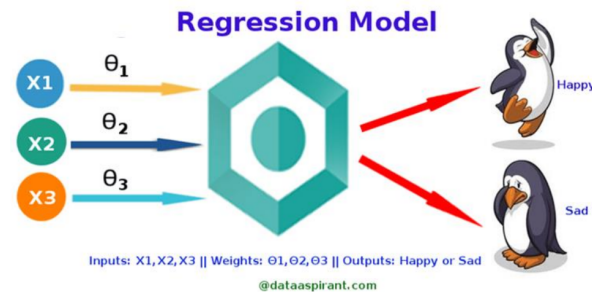 Regression Model
X1
θ1
X2
θ2
X3
θ3
Happy
Sad
Inputs: X1,X2,X3 || Weights: Θ1,Θ2,Θ3 || Outputs: Happy or Sad
@dataaspirant.com